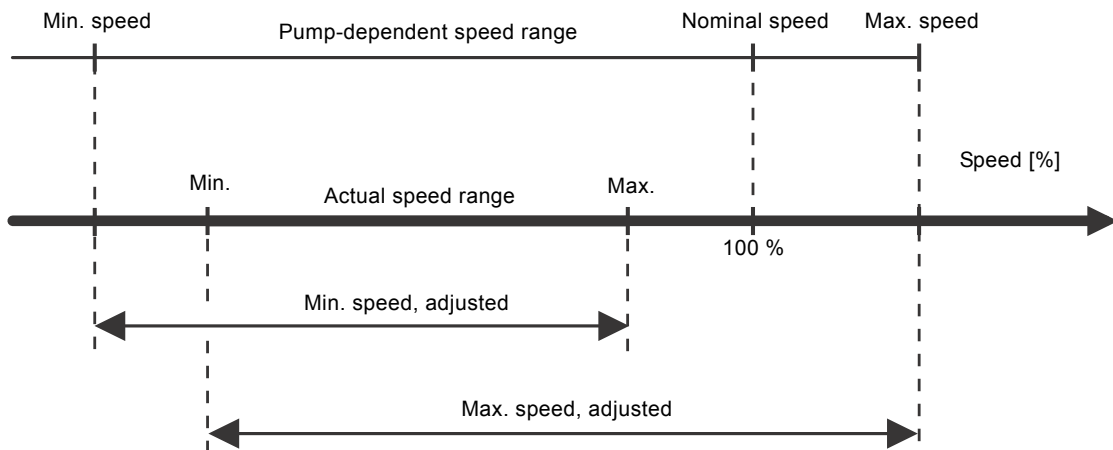 Min. speed
Pump-dependent speed range
Nominal speed
Max. speed
Speed [%]
Min.
Actual speed range
Max.
100 %
Min. speed, adjusted
Max. speed, adjusted